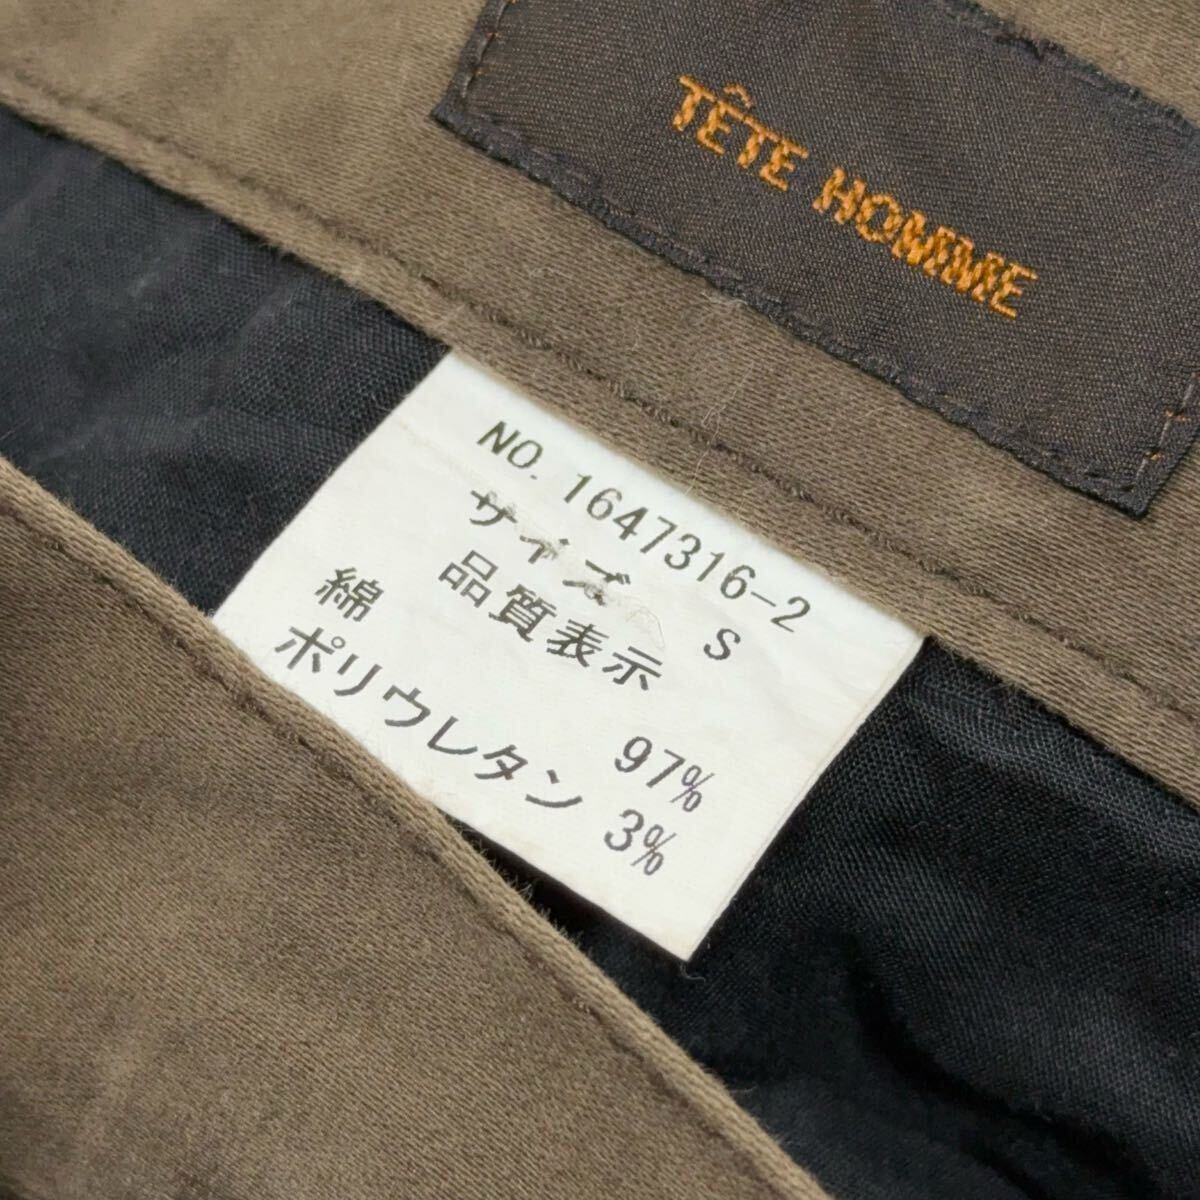 TÊTE HOMME
NO. 1647316-2
サイズ S
品質表示
綿 97%
ポリウレタン 3%